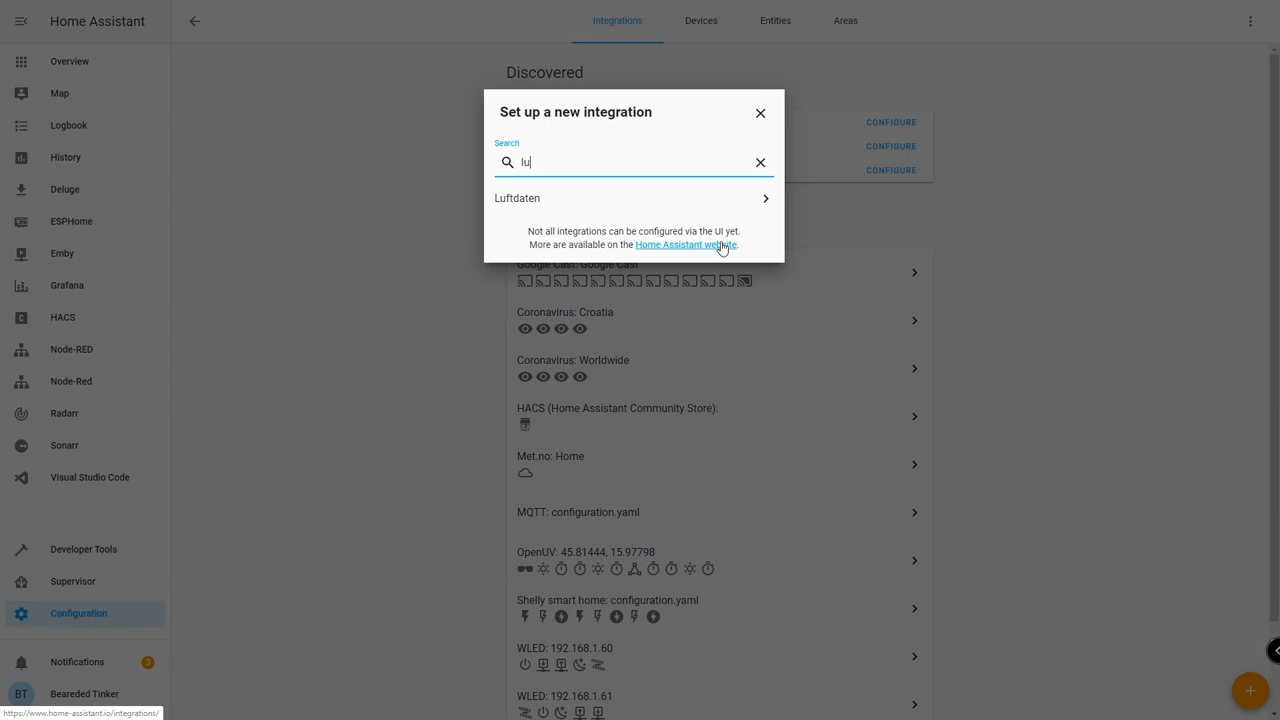 Home Assistant
Integrations
Devices
Entities
Areas
Overview
Map
Logbook
History
Deluge
ESPHome
Emby
Grafana
HACS
Node-RED
Node-Red
Radarr
Sonarr
Visual Studio Code
Developer Tools
Supervisor
Configuration
Notifications
3
BT
Bearded Tinker
https://www.home-assistant.io/integrations/
Discovered
CONFIGURE
CONFIGURE
CONFIGURE
Set up a new integration
Search
lu
Luftdaten
Not all integrations can be configured via the UI yet.
More are available on the Home Assistant website.
Google Cast: Google Cast
Coronavirus: Croatia
Coronavirus: Worldwide
HACS (Home Assistant Community Store):
Met.no: Home
MQTT: configuration.yaml
OpenUV: 45.81444, 15.97798
Shelly smart home: configuration.yaml
WLED: 192.168.1.60
WLED: 192.168.1.61